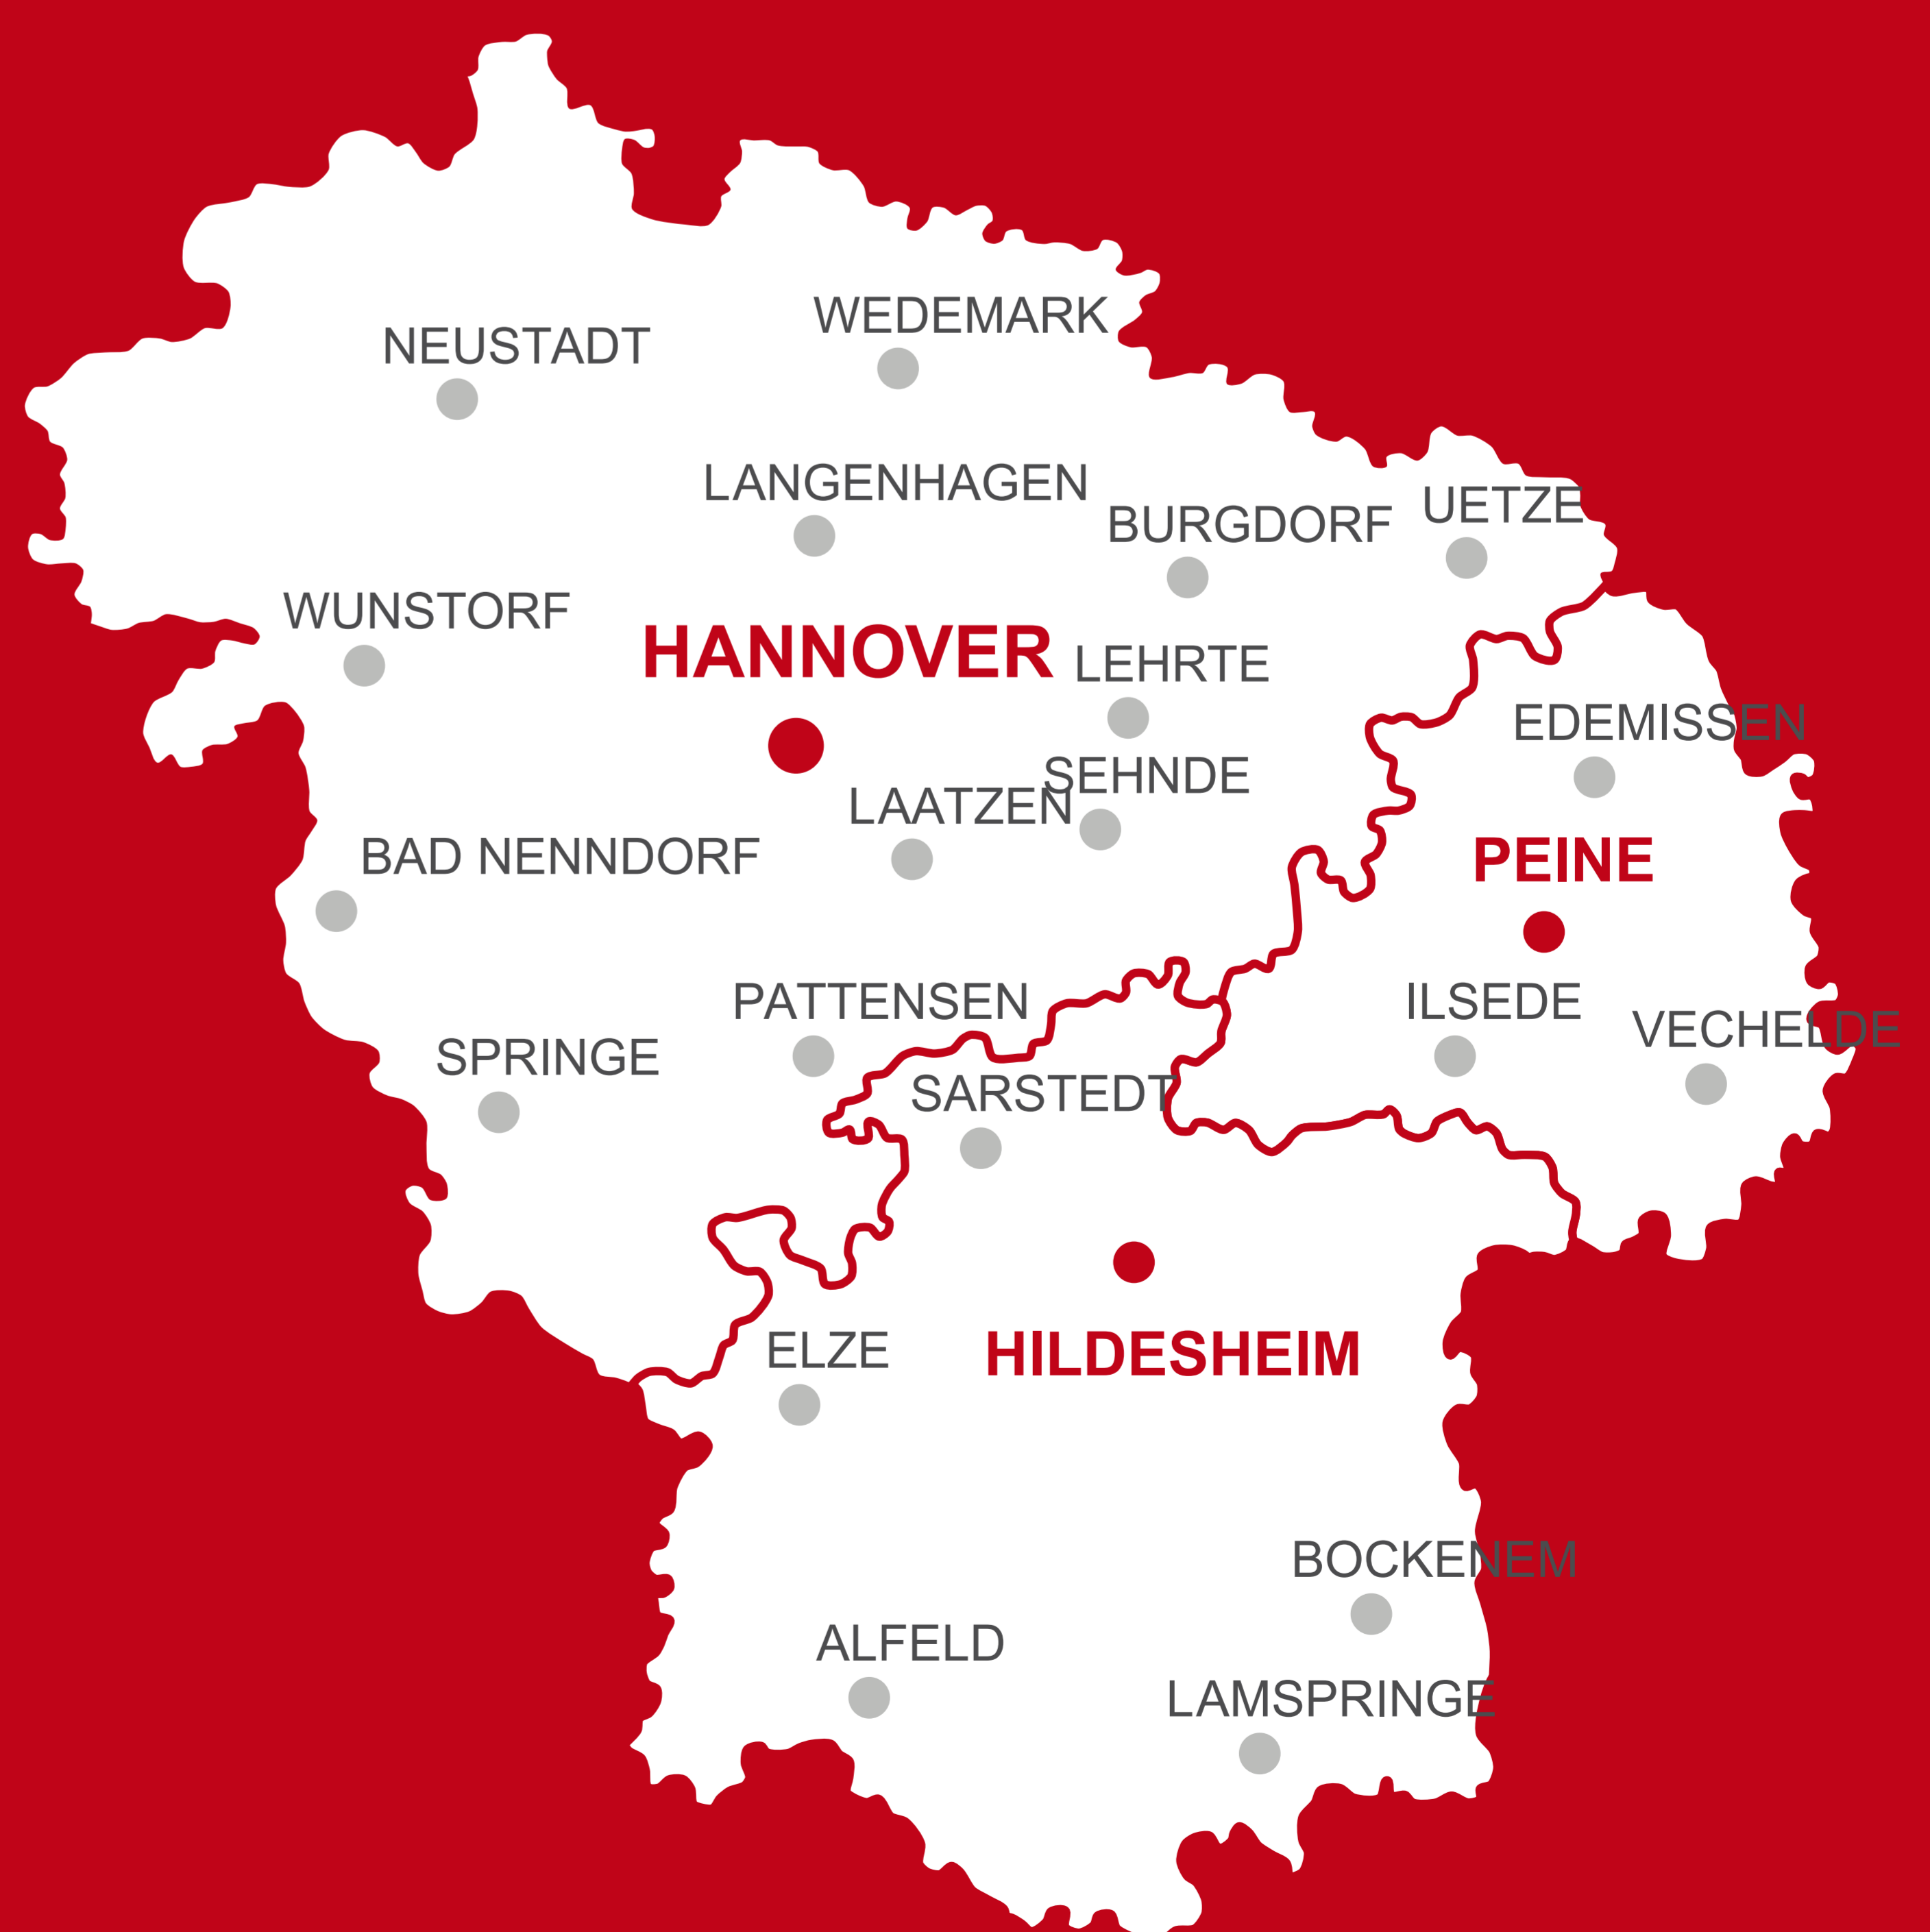 WEDEMARK
NEUSTADT
LANGENHAGEN
UETZE
BURGDORF
WUNSTORF
HANNOVER
LEHRTE
EDEMISSEN
SEHNDE
LAATZEN
BAD NENNDORF
PEINE
PATTENSEN
ILSEDE
VECHELDE
SPRINGE
SARSTEDT
ELZE
HILDESHEIM
BOCKENEM
ALFELD
LAMSPRINGE